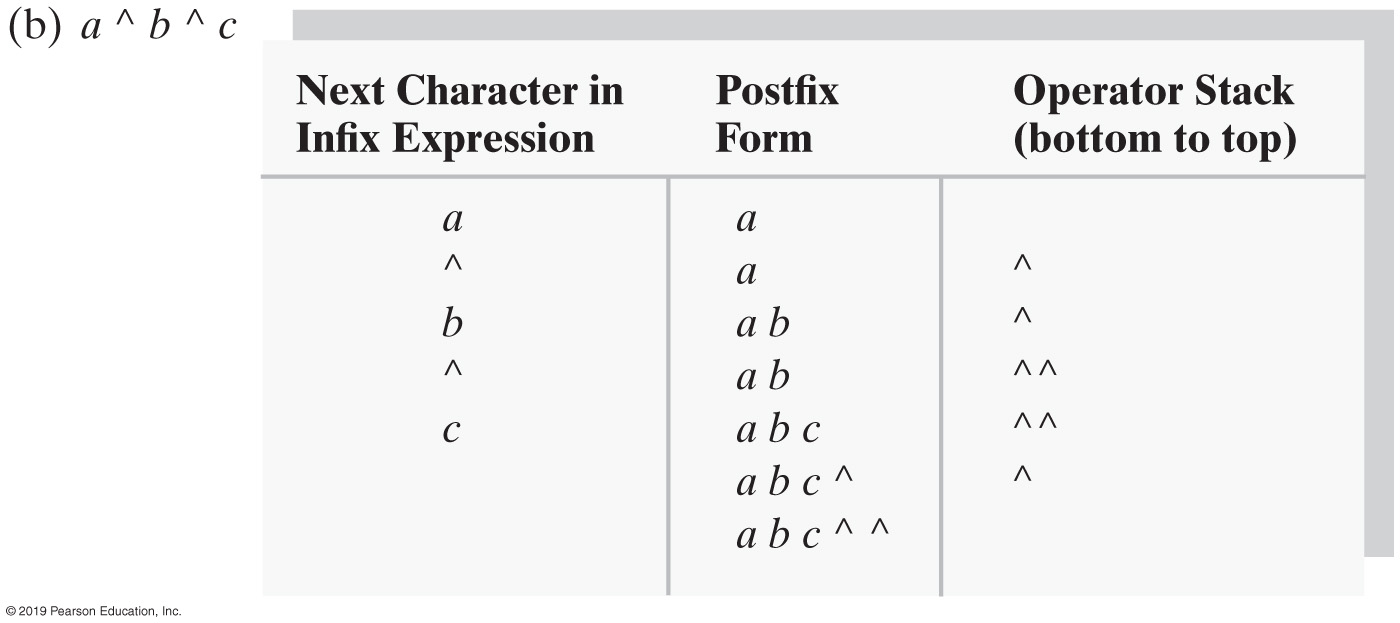 (b) a ^ b ^ c
Next Character in Infix Expression Postfix Form Operator Stack (bottom to top)
a a
^ a ^
b a b ^
^ a b ^ ^
c a b c ^ ^
a b c ^ ^
a b c ^ ^
© 2019 Pearson Education, Inc.